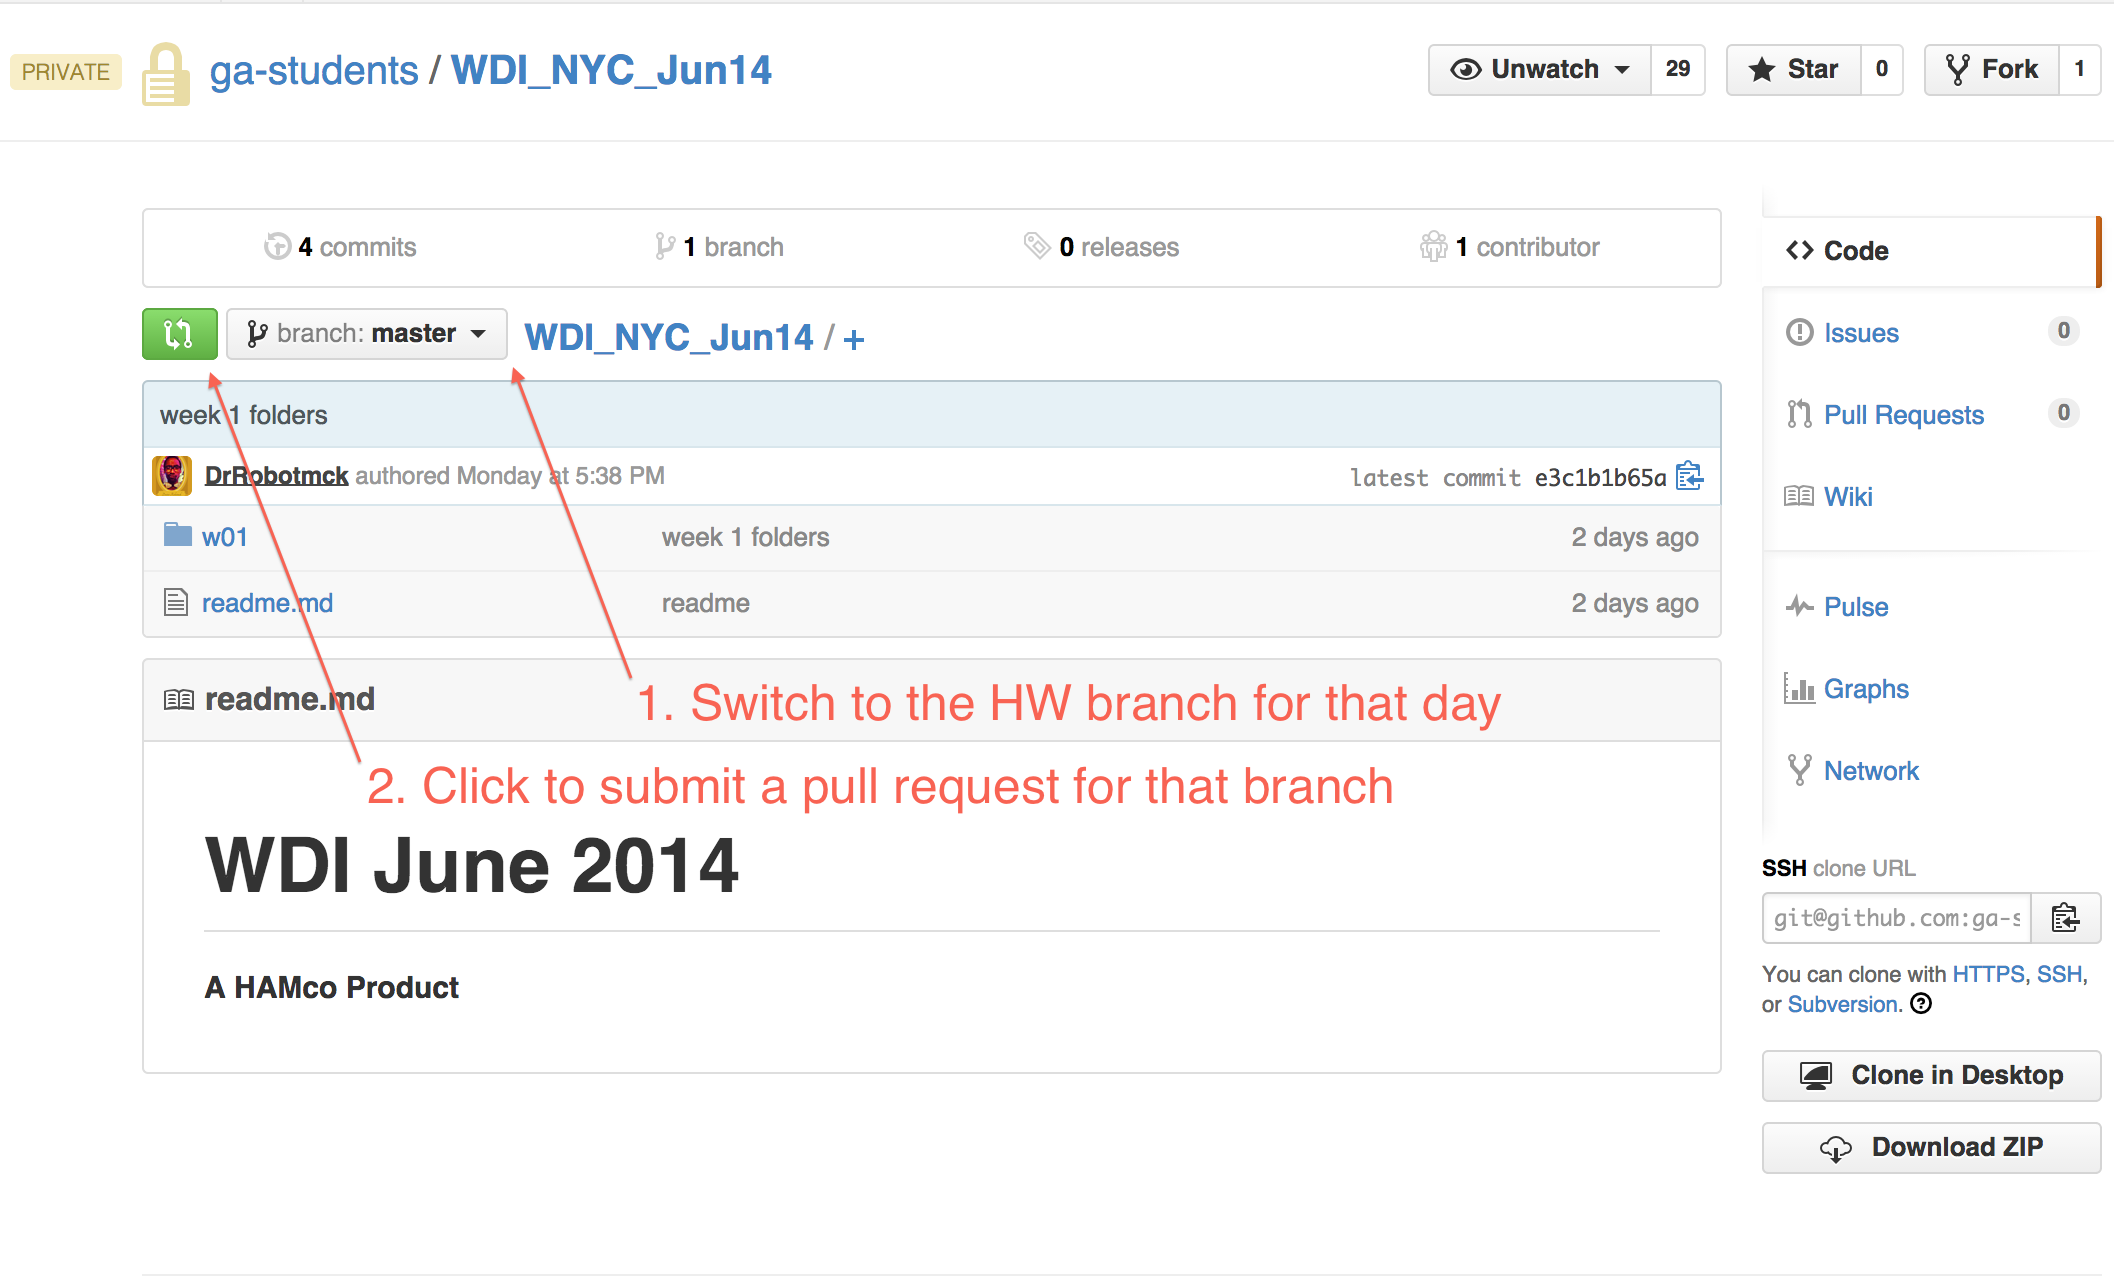 PRIVATE ga-students / WDI_NYC_Jun14 Unwatch 29 Star 0 Fork 1
4 commits 1 branch 0 releases 1 contributor
branch: master WDI_NYC_Jun14 / +
week 1 folders
DrRobotmck authored Monday at 5:38 PM latest commit e3c1b1b65a
w01 week 1 folders 2 days ago
readme.md readme 2 days ago
readme.md
1. Switch to the HW branch for that day
2. Click to submit a pull request for that branch
WDI June 2014
A HAMco Product
Code
Issues 0
Pull Requests 0
Wiki
Pulse
Graphs
Network
SSH clone URL
git@github.com:ga-s
You can clone with HTTPS, SSH,
or Subversion.
Clone in Desktop
Download ZIP